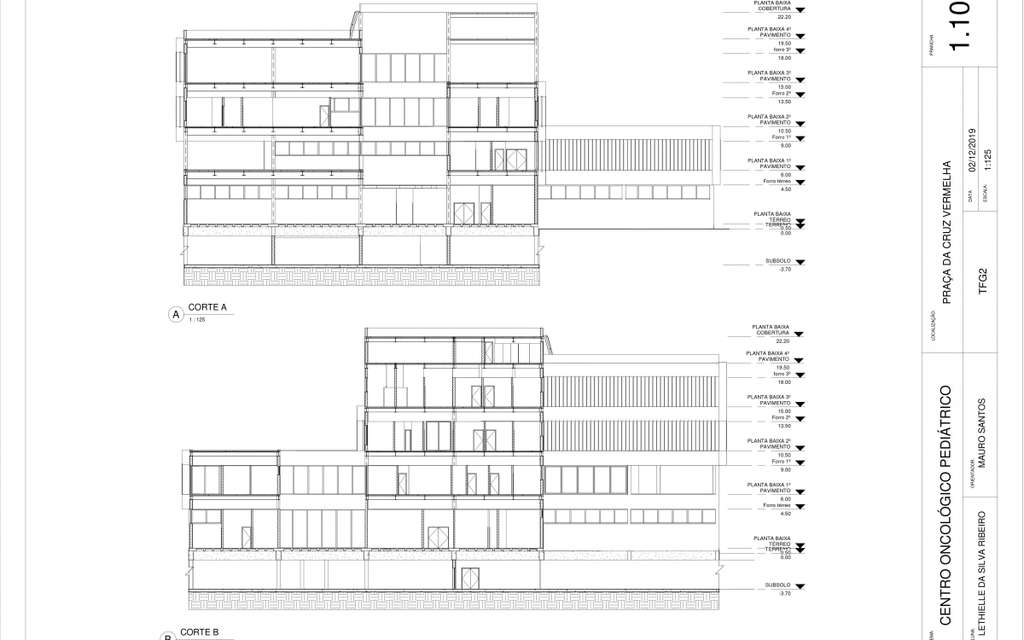 PLANTA BAIXA
COBERTURA
22.20
PLANTA BAIXA 4º
PAVIMENTO
19.50
forro 3º
18.00
PLANTA BAIXA 3º
PAVIMENTO
15.00
Forro 2º
13.50
PLANTA BAIXA 2º
PAVIMENTO
10.50
Forro 1º
9.00
PLANTA BAIXA 1º
PAVIMENTO
6.00
Forro térreo
4.50
PLANTA BAIXA
TÉRREO
TERRENO
0.50
0.00
SUBSOLO
-3.70
A
CORTE A
1 : 125
PLANTA BAIXA
COBERTURA
22.20
PLANTA BAIXA 4º
PAVIMENTO
19.50
forro 3º
18.00
PLANTA BAIXA 3º
PAVIMENTO
15.00
Forro 2º
13.50
PLANTA BAIXA 2º
PAVIMENTO
10.50
Forro 1º
9.00
PLANTA BAIXA 1º
PAVIMENTO
6.00
Forro térreo
4.50
PLANTA BAIXA
TÉRREO
TERRENO
0.50
0.00
SUBSOLO
-3.70
B
CORTE B
PRANCHA
1.10
LOCALIZAÇÃO
PRAÇA DA CRUZ VERMELHA
DATA
02/12/2019
ESCALA
1:125
TFG2
CENTRO ONCOLÓGICO PEDIÁTRICO
ORIENTADOR
MAURO SANTOS
LETHIELLE DA SILVA RIBEIRO